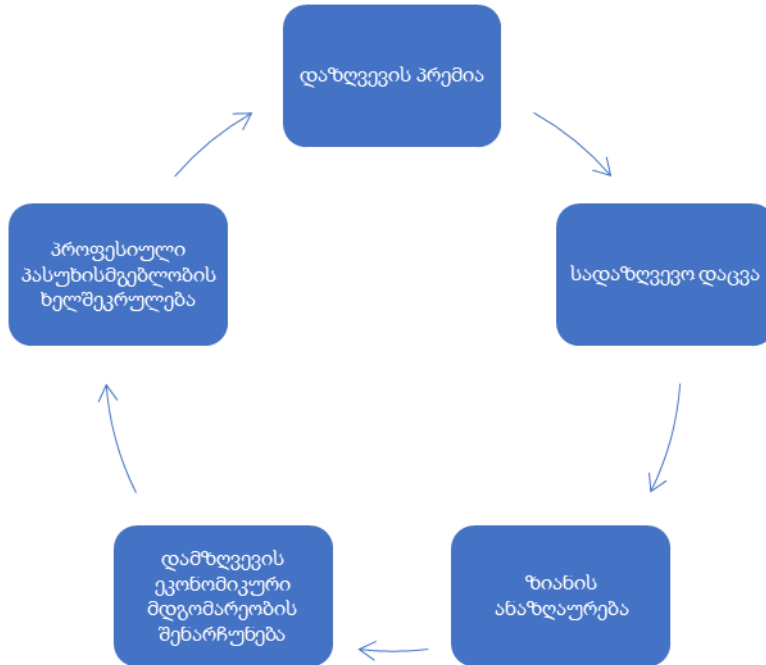 დაზღვევის პრემია
სადაზღვევო დაცვა
ზიანის
ანაზღაურება
დამზღვევის
ეკონომიკური
მდგომარეობის
შენარჩუნება
პროფესიული
პასუხისმგებლობის
ხელშეკრულება